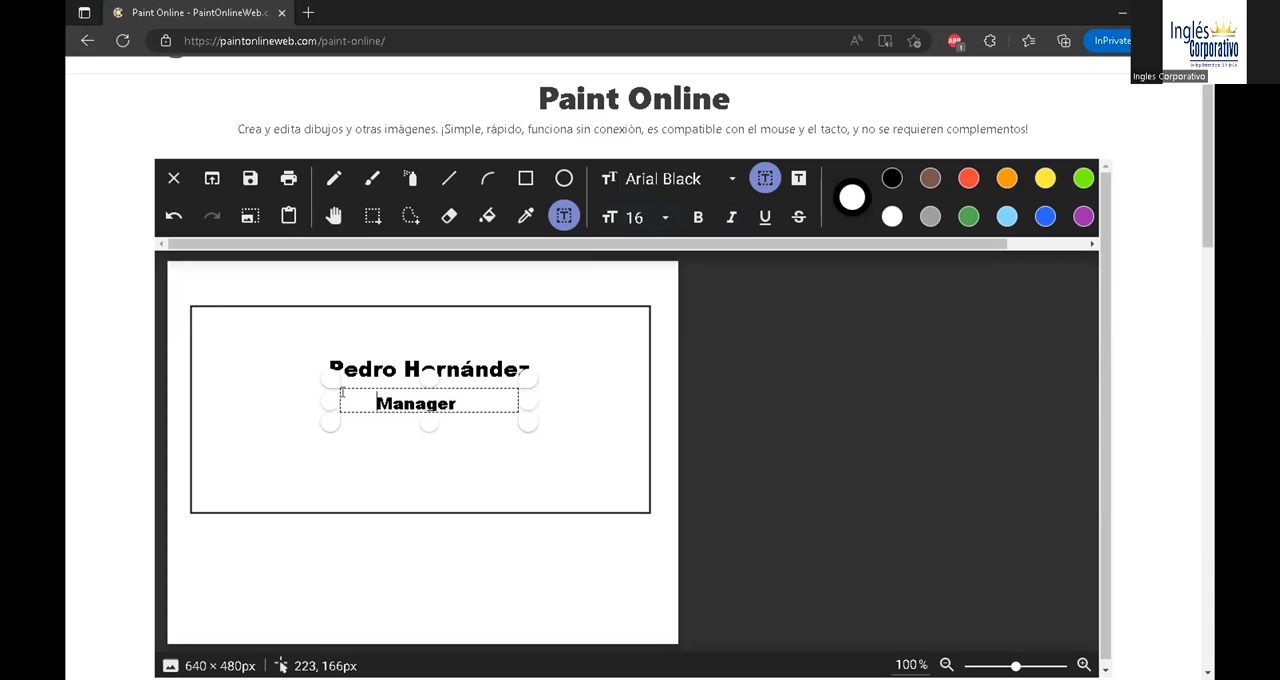 Paint Online - PaintOnlineWeb.c
https://paintonlineweb.com/paint-online/
1
InPrivate
Inglés
Corporativo
Ingles Corporativo
Paint Online
Crea y edita dibujos y otras imágenes. ¡Simple, rápido, funciona sin conexión, es compatible con el mouse y el tacto, y no se requieren complementos!
Arial Black
16
B I U S
Pedro Hernández
Manager
640 × 480px
223, 166px
100%